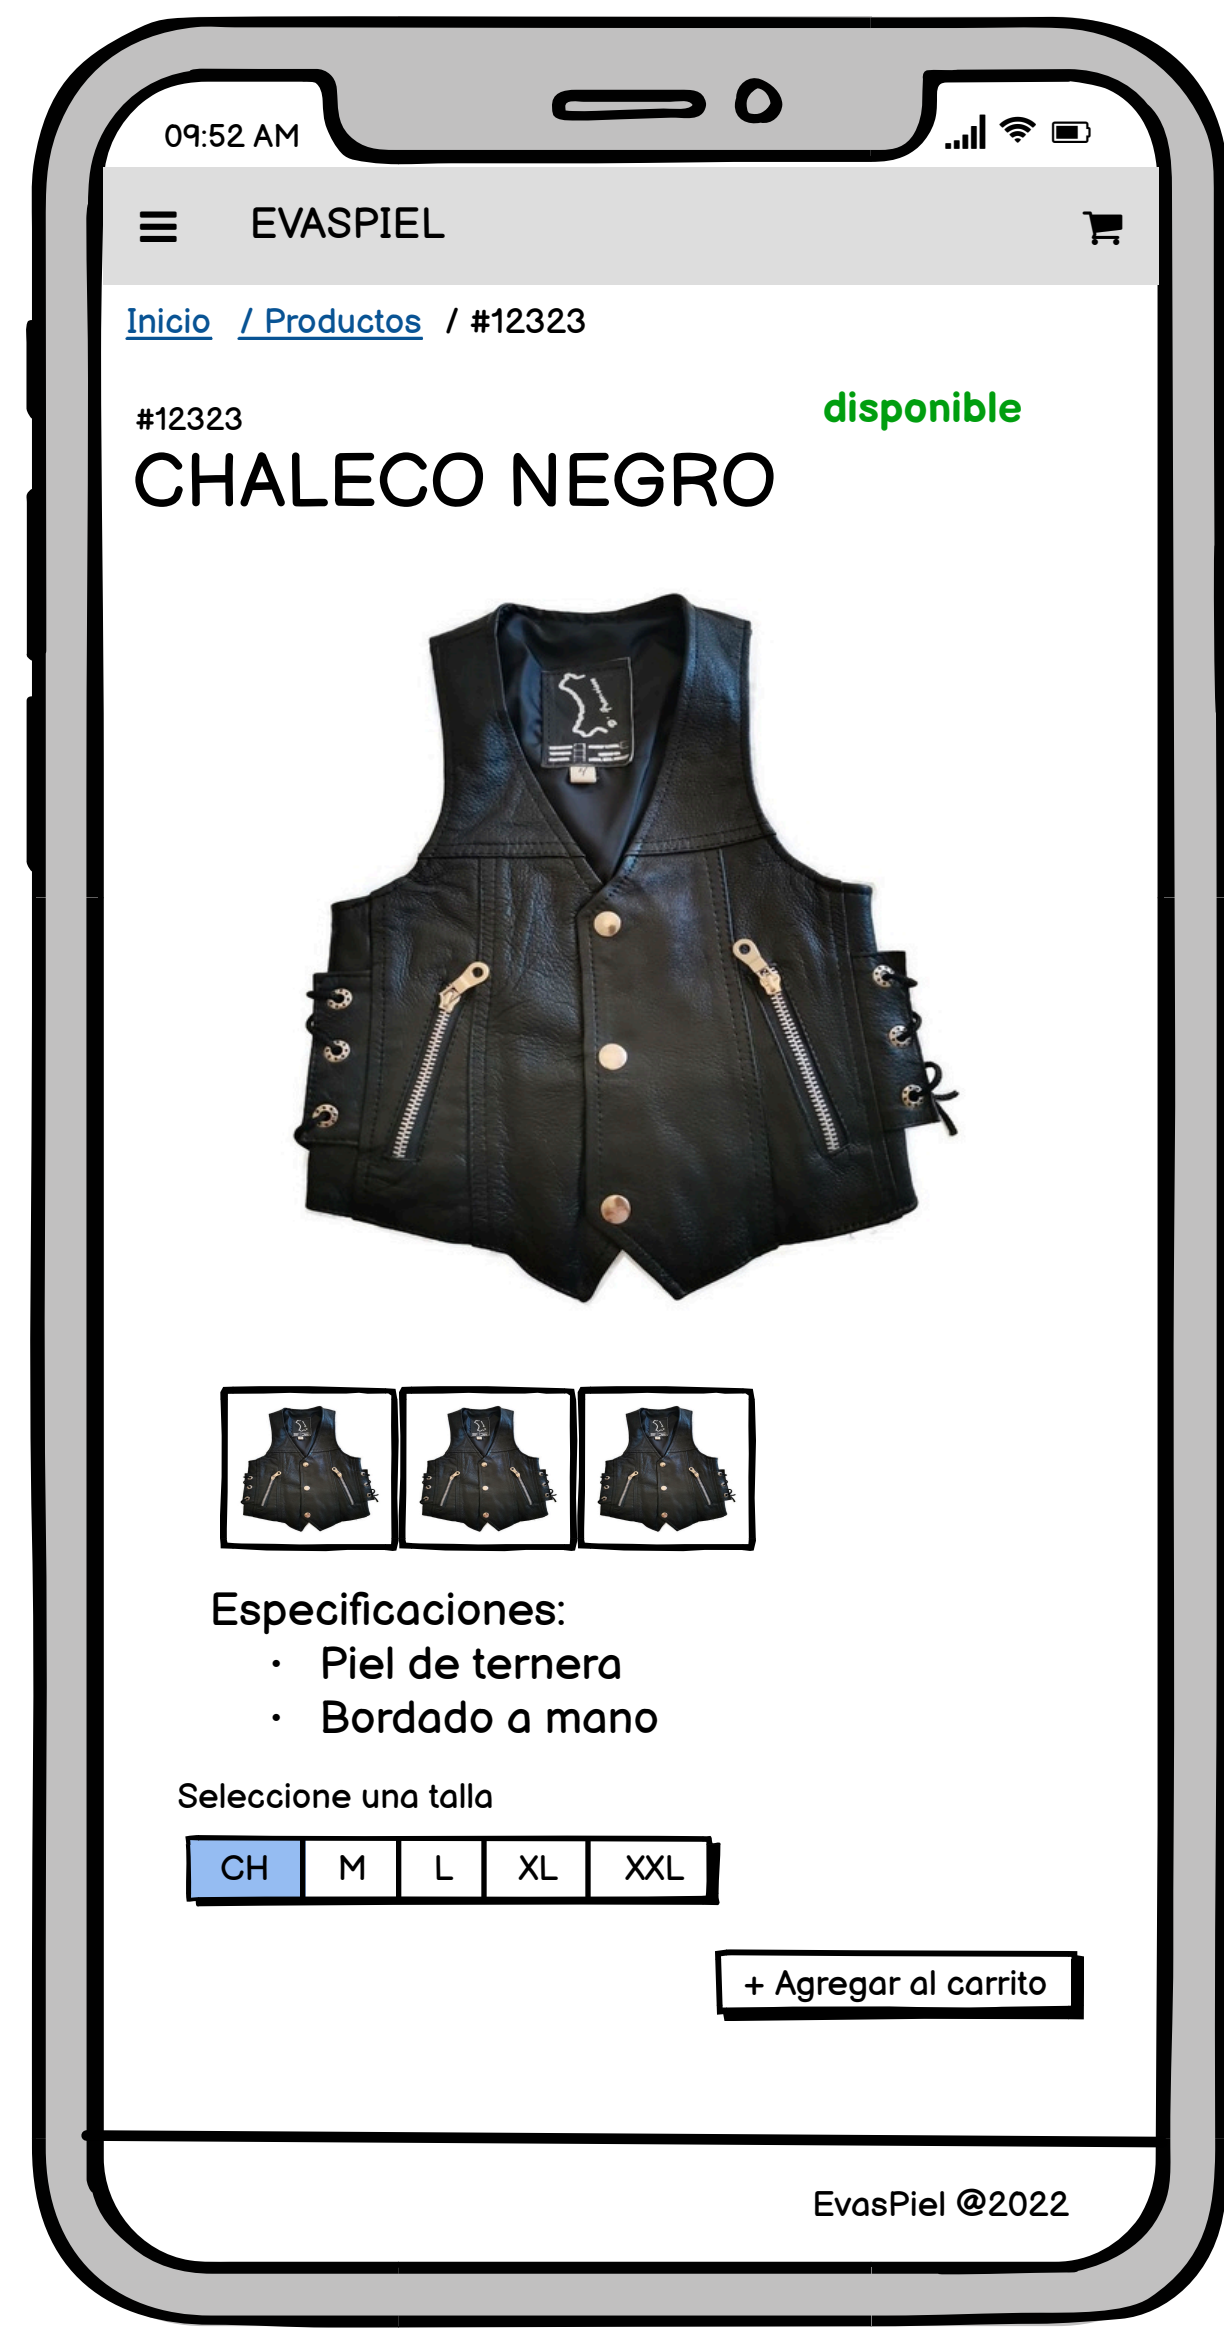 09:52 AM
EVASPIEL
Inicio / Productos / #12323
disponible
#12323
CHALECO NEGRO
Especificaciones:
· Piel de ternera
· Bordado a mano
Seleccione una talla
CH M L XL XXL
+ Agregar al carrito
EvasPiel @2022